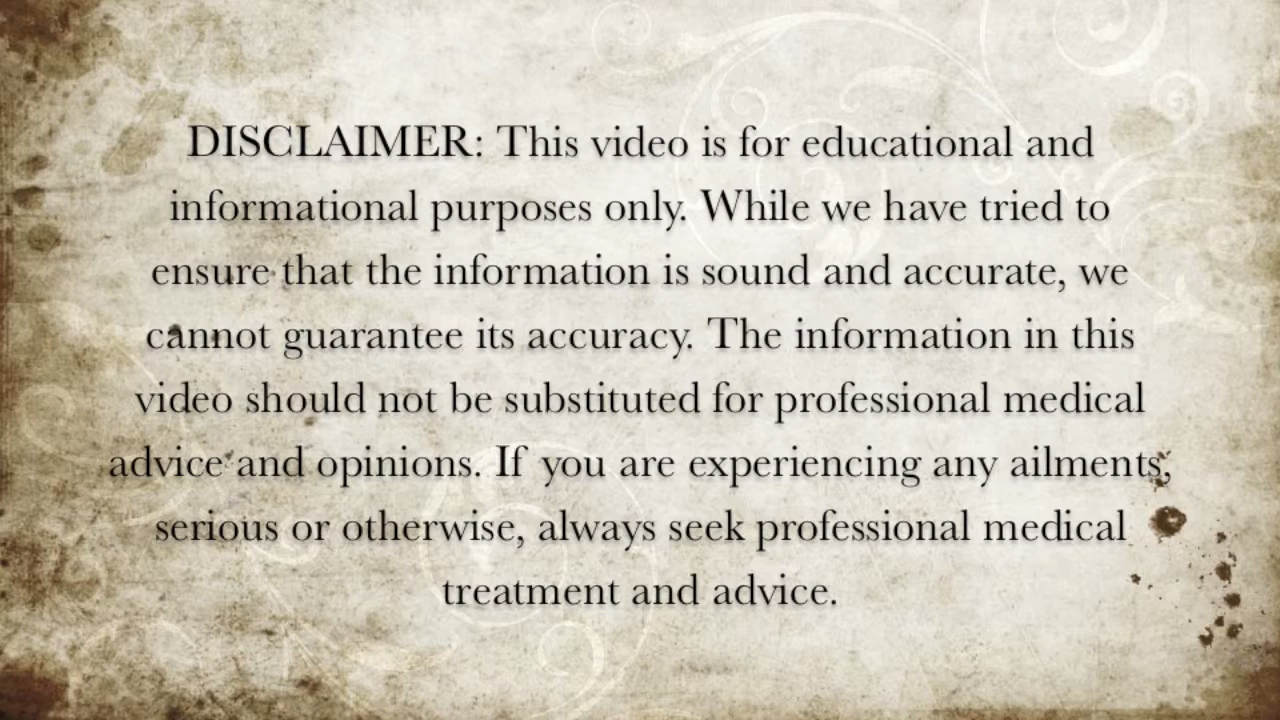 DISCLAIMER: This video is for educational and
informational purposes only. While we have tried to
ensure that the information is sound and accurate, we
cannot guarantee its accuracy. The information in this
video should not be substituted for professional medical
advice and opinions. If you are experiencing any ailments,
serious or otherwise, always seek professional medical
treatment and advice.